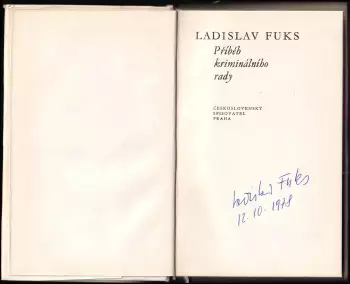 LADISLAV FUKS
Příběh
kriminálního
rady
ČESKOSLOVENSKÝ
SPISOVATEL
PRAHA
Ladislav Fuks
12.10.1978